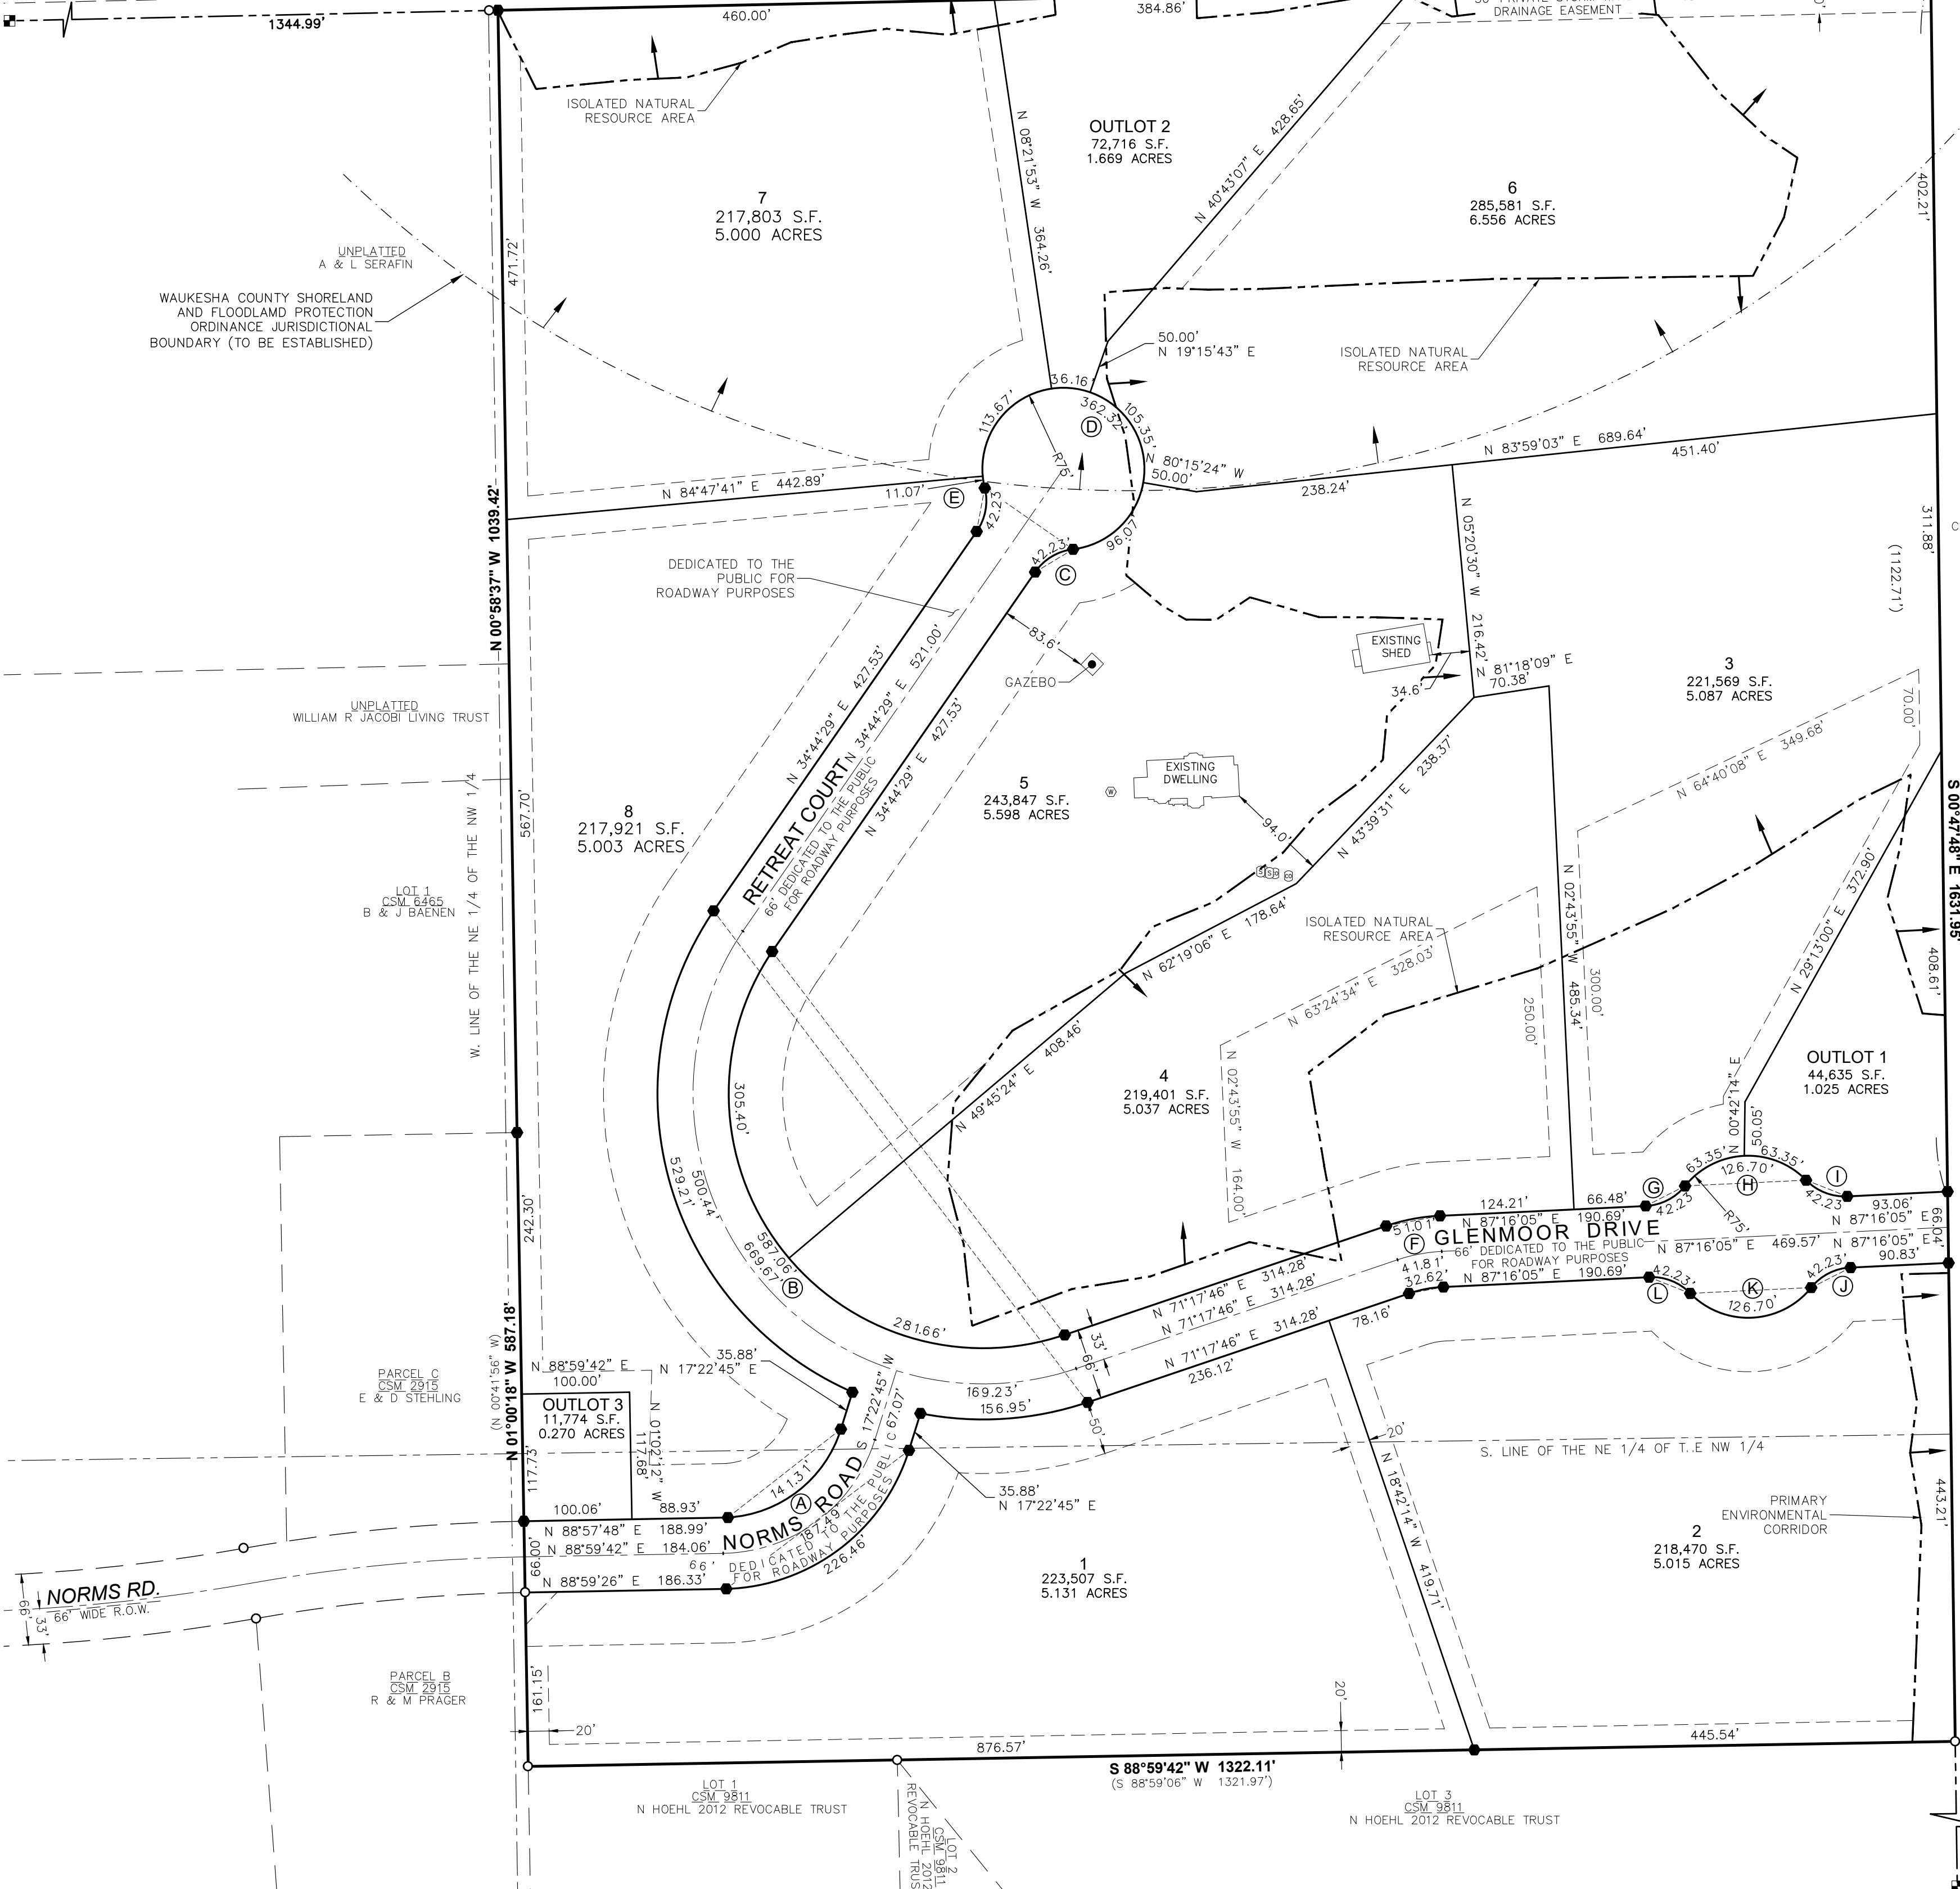 1344.99'
460.00'
384.86'
DRAINAGE EASEMENT
ISOLATED NATURAL
RESOURCE AREA
N 08°21'53" W 364.26'
OUTLOT 2
72,716 S.F.
1.669 ACRES
N 40°43'07" E 428.65'
402.21'
7
217,803 S.F.
5.000 ACRES
6
285,581 S.F.
6.556 ACRES
471.72'
UNPLATTED
A & L SERAFIN
WAUKESHA COUNTY SHORELAND
AND FLOODLAMD PROTECTION
ORDINANCE JURISDICTIONAL
BOUNDARY (TO BE ESTABLISHED)
50.00'
N 19°15'43" E
ISOLATED NATURAL
RESOURCE AREA
36.16'
113.67'
362.32'
105.35'
D
R75'
N 80°15'24" W
50.00'
N 83°59'03" E 689.64'
451.40'
238.24'
N 84°47'41" E 442.89'
11.07'
E
42.23'
96.07'
42.23'
C
N 00°58'37" W 1039.42'
N 05°20'30" W 216.42'
311.88'
(1122.71')
DEDICATED TO THE
PUBLIC FOR
ROADWAY PURPOSES
83.6'
GAZEBO
EXISTING
SHED
34.6'
N 81°18'09" E
70.38'
3
221,569 S.F.
5.087 ACRES
70.00'
N 64°40'08" E 349.68'
UNPLATTED
WILLIAM R JACOBI LIVING TRUST
N 34°44'29" E 427.53'
N 34°44'29" E 521.00'
N 34°44'29" E 427.53'
RETREAT COURT
66' DEDICATED TO THE PUBLIC
FOR ROADWAY PURPOSES
W. LINE OF THE NE 1/4 OF THE NW 1/4
567.70'
8
217,921 S.F.
5.003 ACRES
5
243,847 S.F.
5.598 ACRES
W
EXISTING
DWELLING
94.0'
N 43°39'31" E 238.37'
S 00°47'48" E 1631.95'
LOT 1
CSM 6465
B & J BAENEN
N 62°19'06" E 178.64'
ISOLATED NATURAL
RESOURCE AREA
N 63°24'34" E 328.03'
N 02°43'55" W 485.34'
300.00'
250.00'
N 29°13'00" E 372.90'
408.61'
N 49°45'24" E 408.46'
4
219,401 S.F.
5.037 ACRES
N 02°43'55" W 164.00'
OUTLOT 1
44,635 S.F.
1.025 ACRES
N 00°42'14" E
50.05'
305.40'
529.21'
500.44'
587.06'
669.67'
B
281.66'
63.35'
63.35'
126.70'
G
H
I
42.23'
42.23'
R75'
93.06'
N 87°16'05" E
66.04'
124.21'
66.48'
51.01'
F
N 87°16'05" E 190.69'
GLENMOOR DRIVE
66' DEDICATED TO THE PUBLIC
FOR ROADWAY PURPOSES
N 87°16'05" E 469.57'
N 87°16'05" E
90.83'
41.81'
32.62'
N 87°16'05" E 190.69'
42.23'
L
K
J
42.23'
126.70'
N 71°17'46" E 314.28'
N 71°17'46" E 314.28'
N 71°17'46" E 314.28'
78.16'
236.12'
33'
66'
50'
242.30'
N 01°00'18" W 587.18'
(N 00°41'56" W)
PARCEL C
CSM 2915
E & D STEHLING
N 88°59'42" E
100.00'
35.88'
N 17°22'45" E
OUTLOT 3
11,774 S.F.
0.270 ACRES
117.73'
N 01°02'12" W
117.68'
S 17°22'45" W
67.07'
169.23'
156.95'
141.31'
A
187.49'
226.46'
100.06'
88.93'
N 88°57'48" E 188.99'
N 88°59'42" E 184.06'
N 88°59'26" E 186.33'
66.00'
NORMS ROAD
66' DEDICATED TO THE PUBLIC
FOR ROADWAY PURPOSES
35.88'
N 17°22'45" E
20'
S. LINE OF THE NE 1/4 OF T..E NW 1/4
N 18°42'14" W 419.71'
PRIMARY
ENVIRONMENTAL
CORRIDOR
443.21'
NORMS RD.
66' WIDE R.O.W.
66'
33'
1
223,507 S.F.
5.131 ACRES
2
218,470 S.F.
5.015 ACRES
PARCEL B
CSM 2915
R & M PRAGER
161.15'
20'
20'
876.57'
445.54'
S 88°59'42" W 1322.11'
(S 88°59'06" W 1321.97')
LOT 1
CSM 9811
N HOEHL 2012 REVOCABLE TRUST
LOT 2
CSM 9811
N HOEHL 2012
REVOCABLE TRUS
LOT 3
CSM 9811
N HOEHL 2012 REVOCABLE TRUST